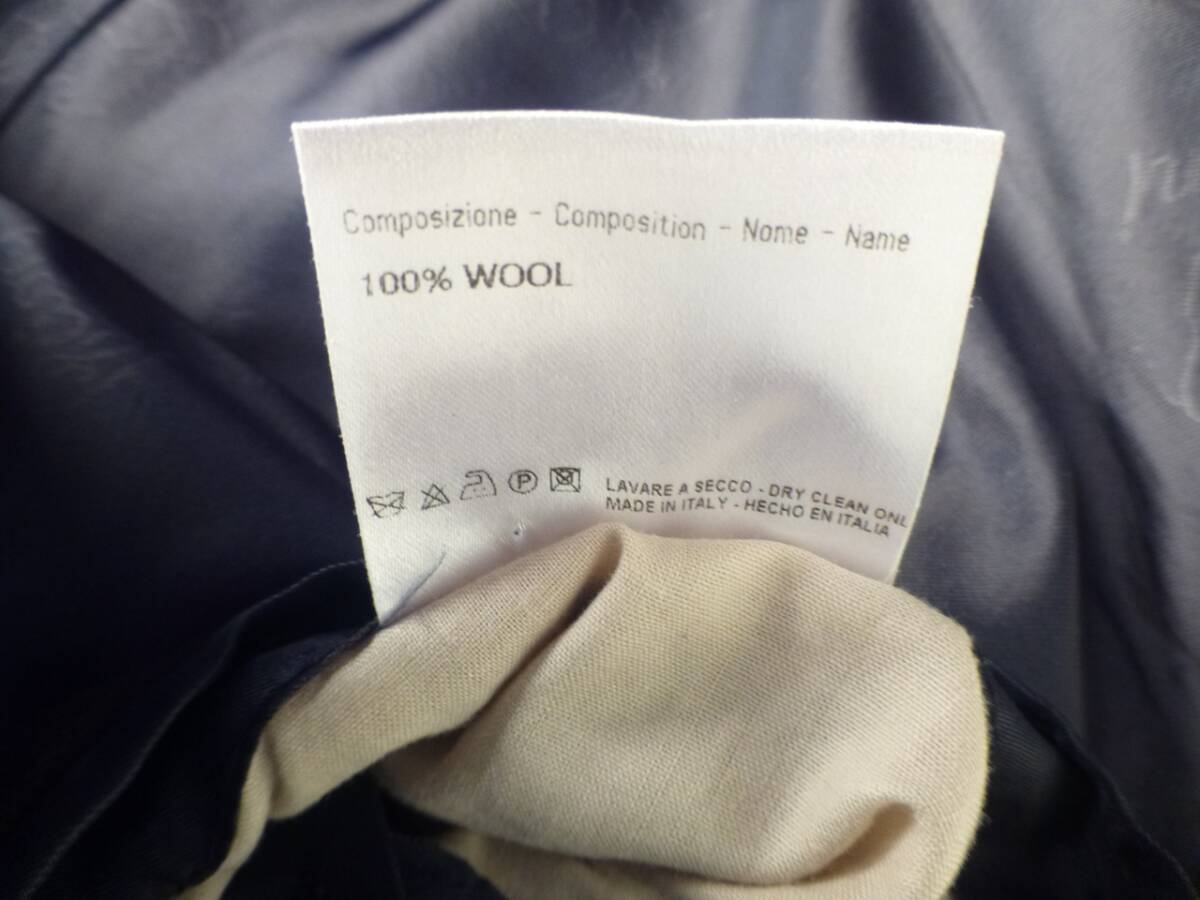 Composizione - Composition - Nome - Name
100% WOOL
P
LAVARE A SECCO - DRY CLEAN ONL
MADE IN ITALY - HECHO EN ITALIA